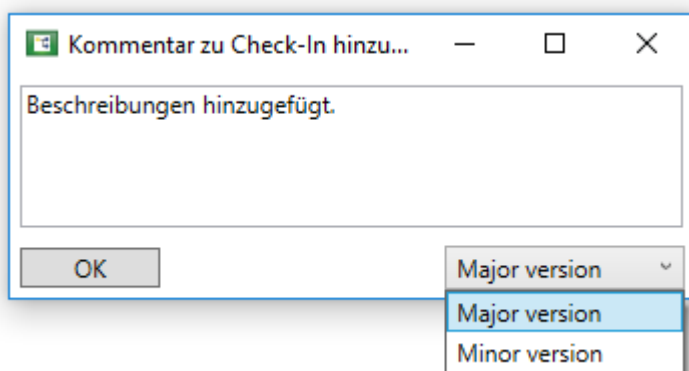 Kommentar zu Check-In hinzu...
Beschreibungen hinzugefügt.
OK
Major version
Major version
Minor version